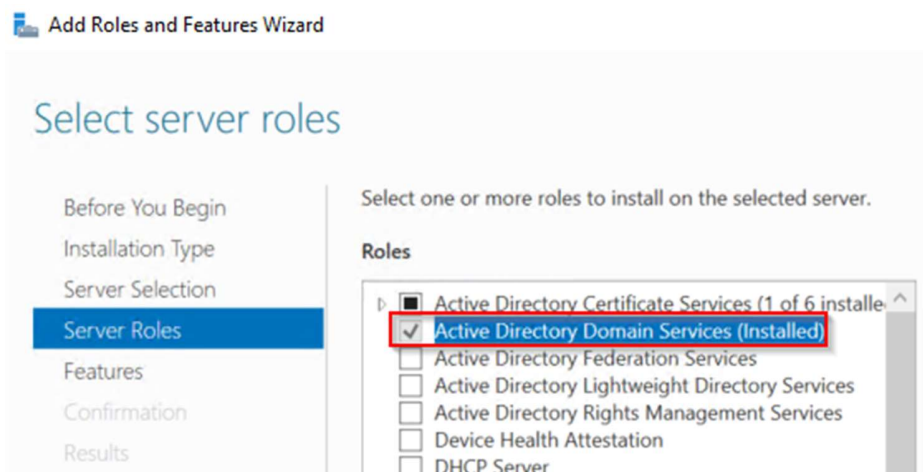 Add Roles and Features Wizard
Select server roles
Before You Begin
Installation Type
Server Selection
Server Roles
Features
Confirmation
Results
Select one or more roles to install on the selected server.
Roles
Active Directory Certificate Services (1 of 6 installe
Active Directory Domain Services (Installed)
Active Directory Federation Services
Active Directory Lightweight Directory Services
Active Directory Rights Management Services
Device Health Attestation
DHCP Server